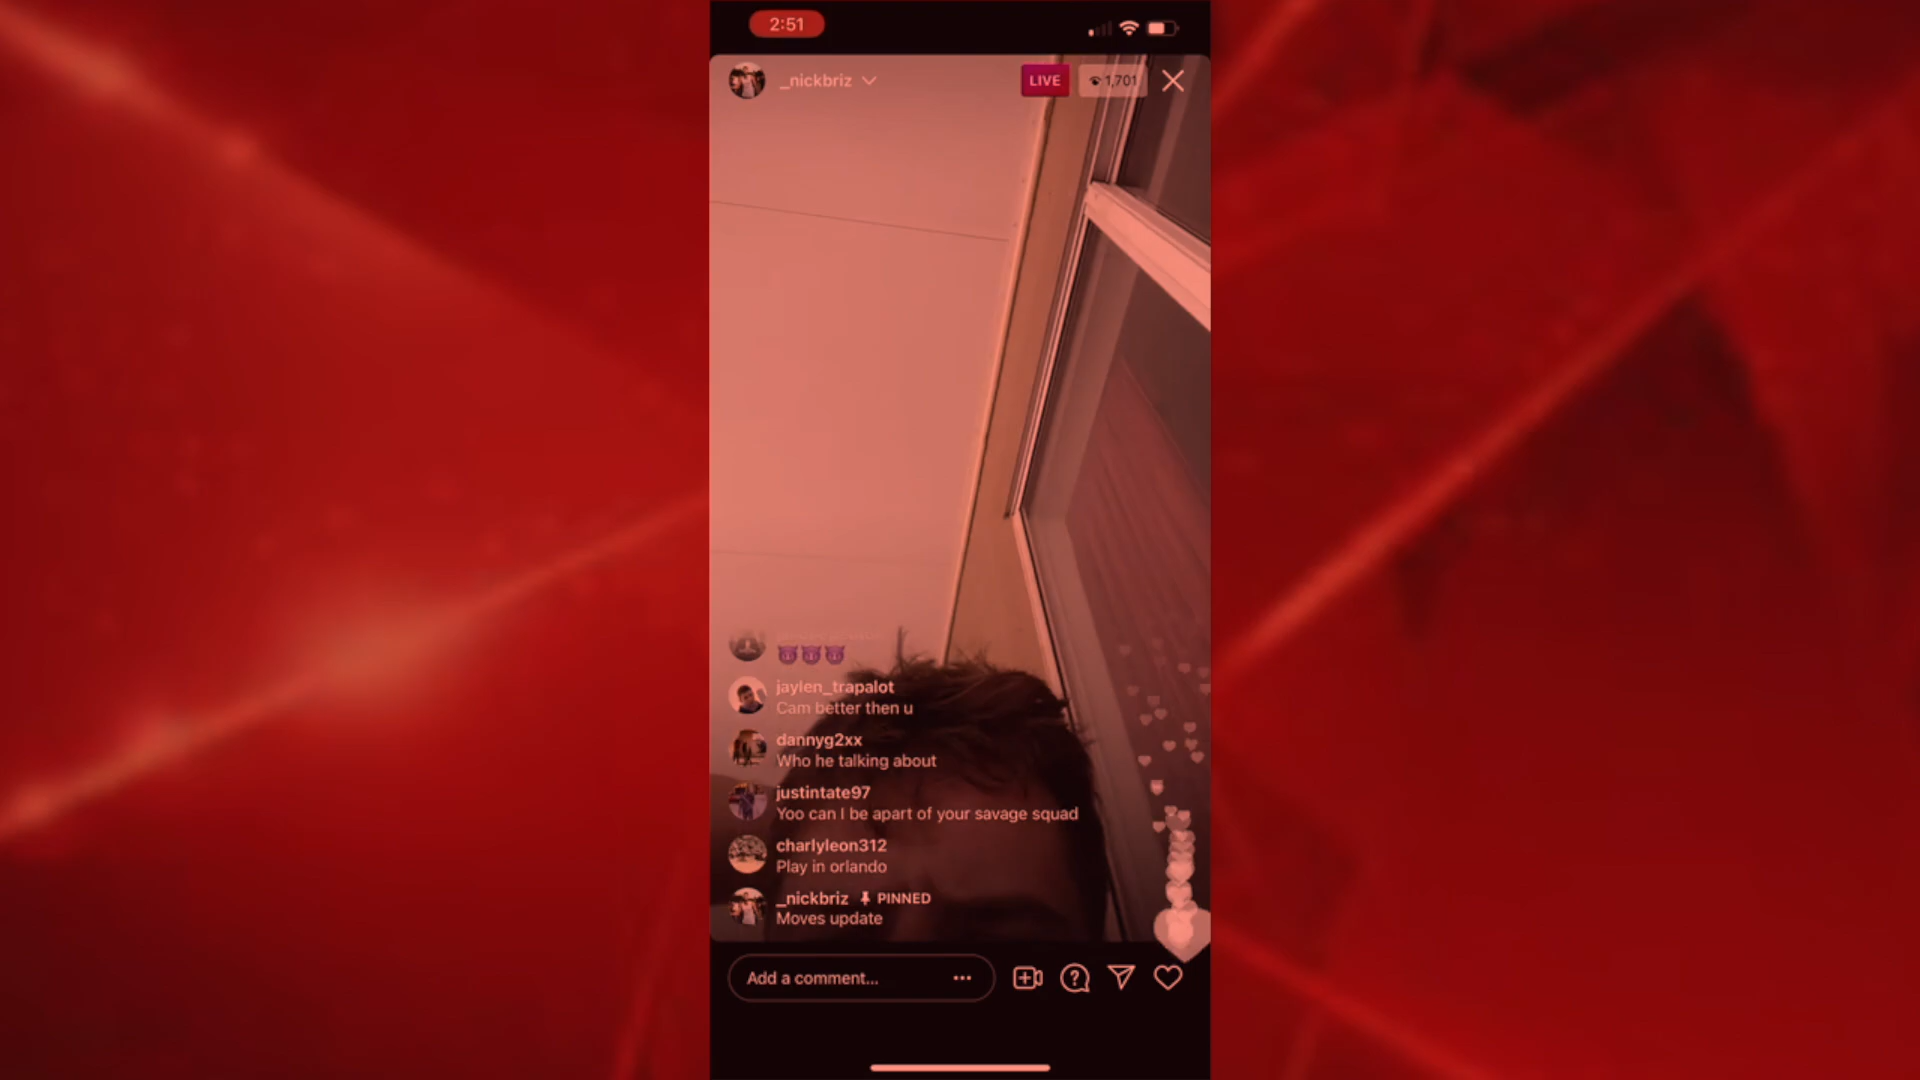 2:51
_nickbriz
LIVE
1,701
jaylen_trapalot
Cam better then u
dannyg2xx
Who he talking about
justintate97
Yoo can I be apart of your savage squad
charlyleon312
Play in orlando
_nickbriz PINNED
Moves update
Add a comment...